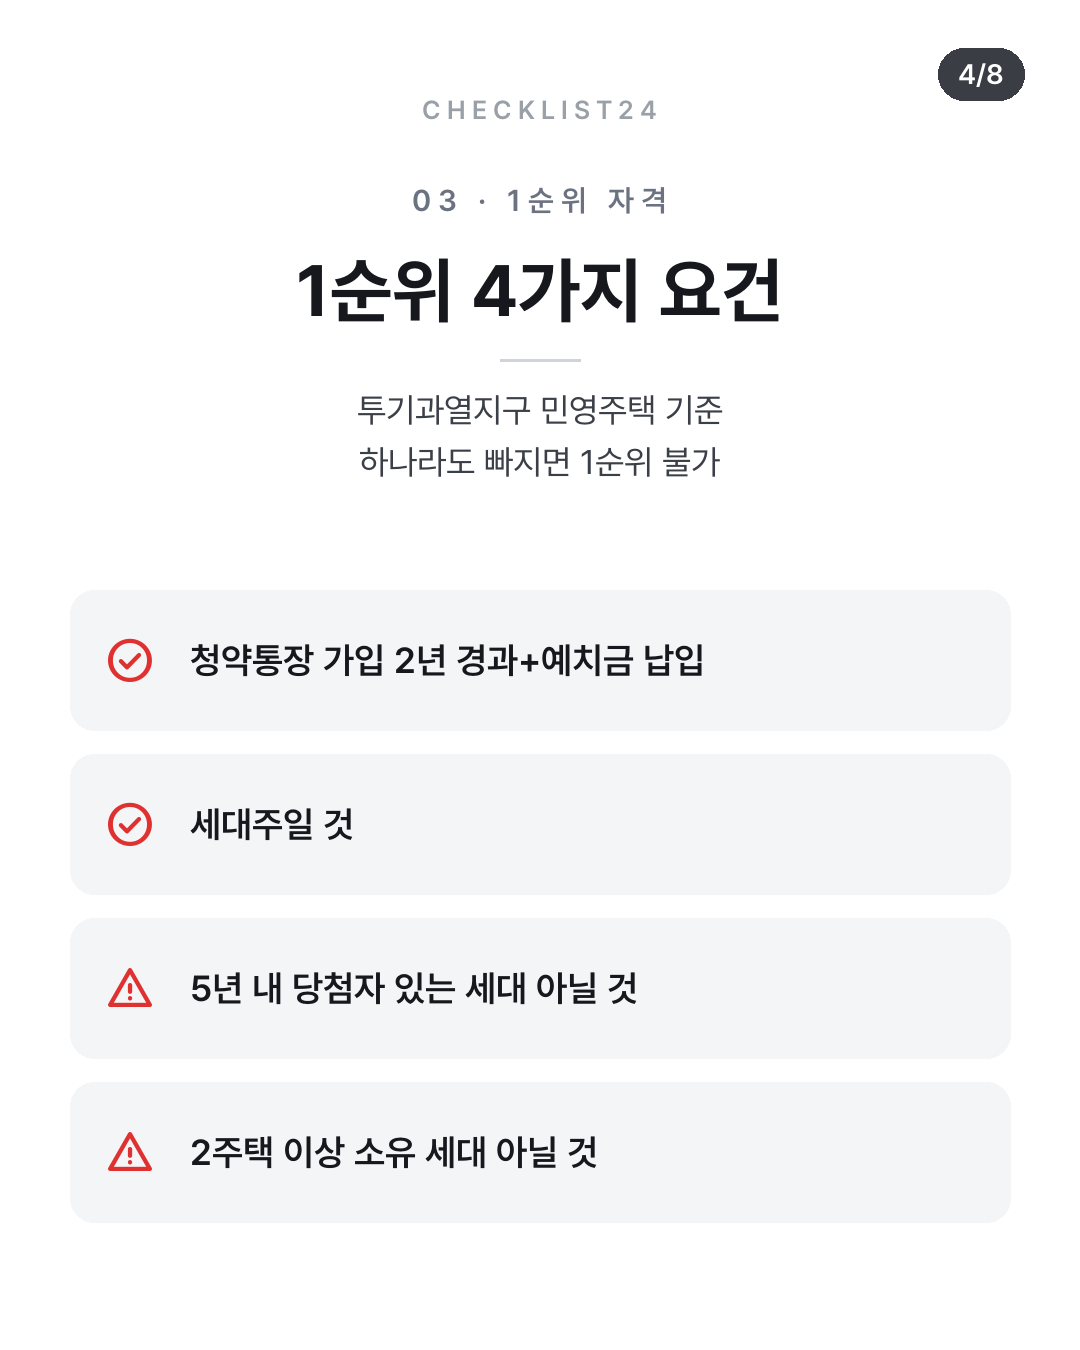 4/8
CHECKLIST24
03 · 1순위 자격
1순위 4가지 요건
투기과열지구 민영주택 기준
하나라도 빠지면 1순위 불가
청약통장 가입 2년 경과+예치금 납입
세대주일 것
5년 내 당첨자 있는 세대 아닐 것
2주택 이상 소유 세대 아닐 것